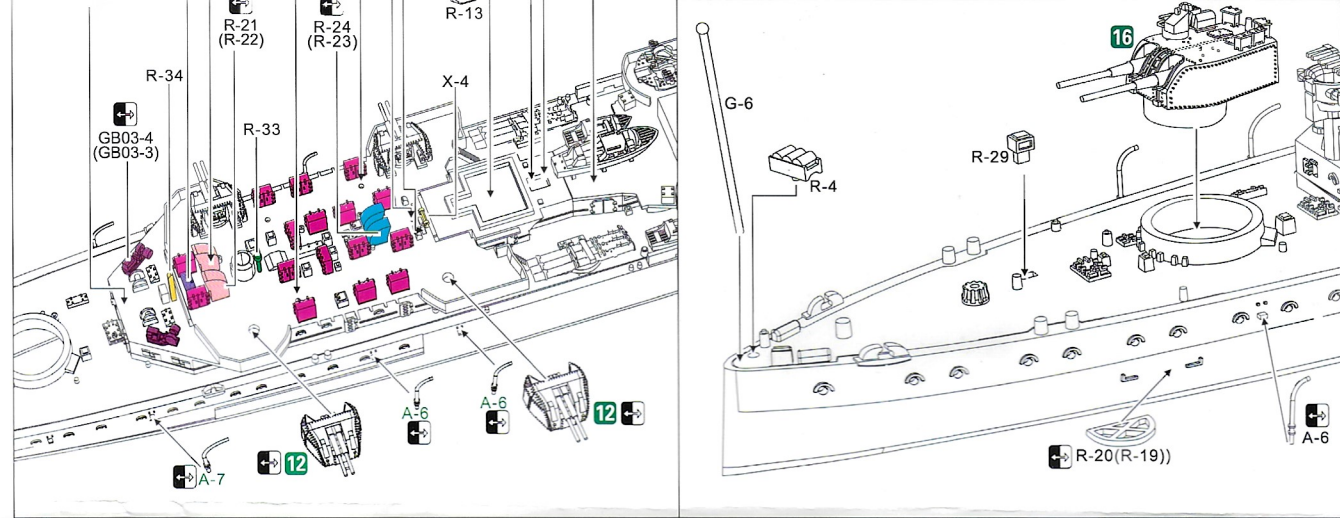 R-21
(R-22)
R-24
(R-23)
R-13
R-34
X-4
GB03-4
(GB03-3)
R-33
A-6
A-6
12
12
A-7
16
G-6
R-29
R-4
A-6
R-20(R-19))